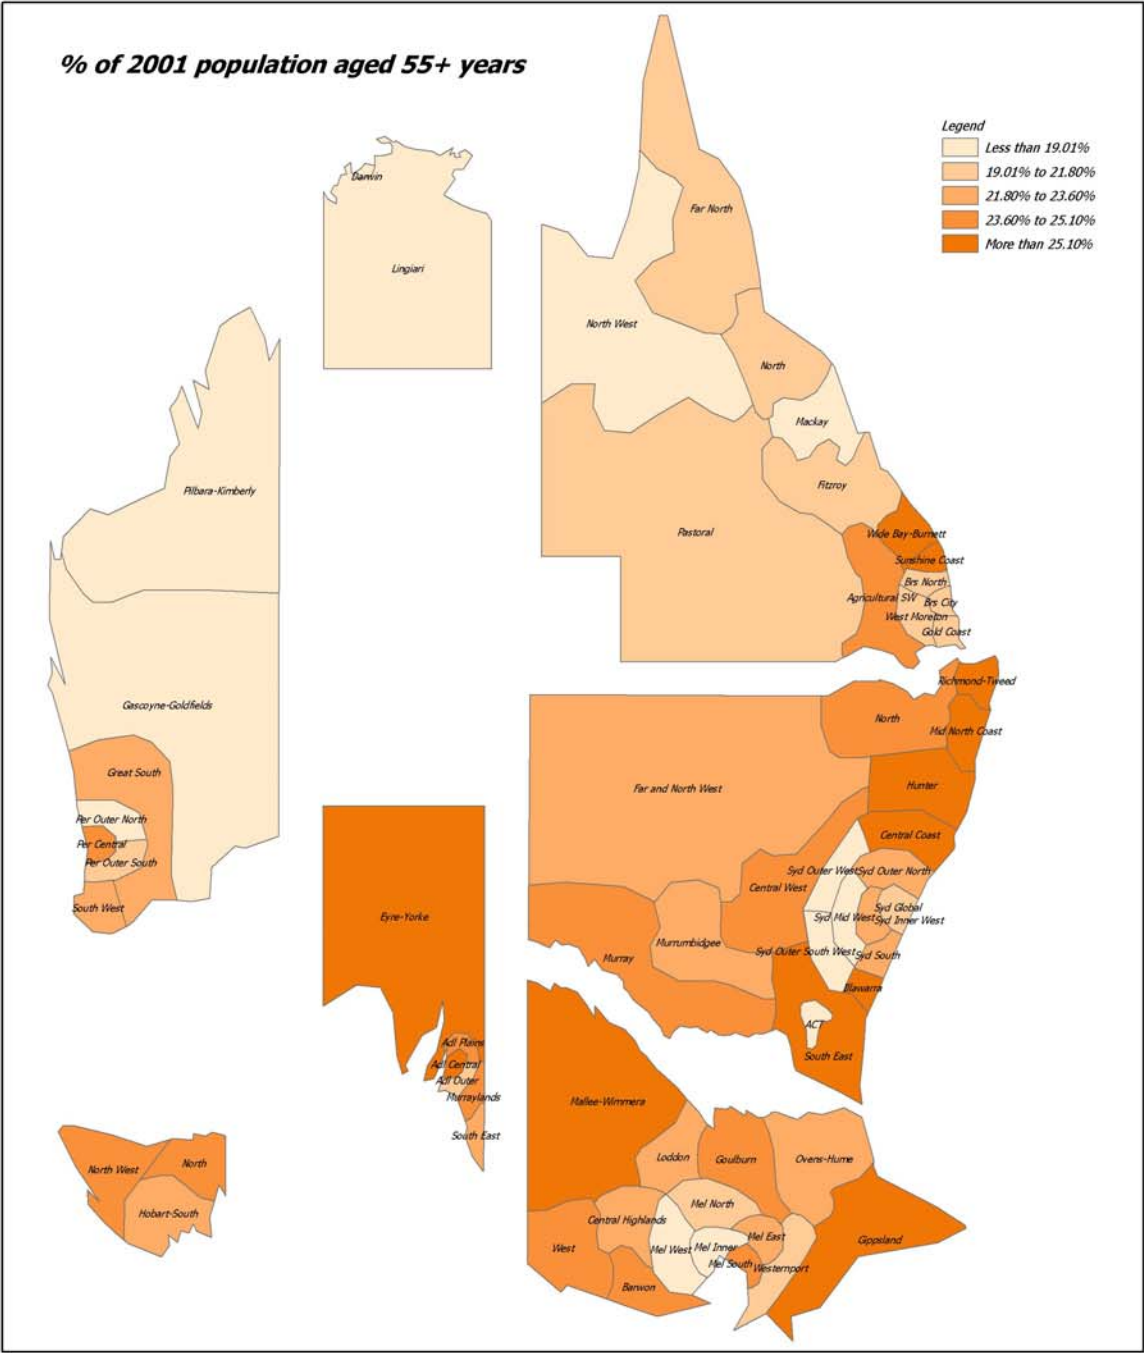 % of 2001 population aged 55+ years
Legend
Less than 19.01%
19.01% to 21.80%
21.80% to 23.60%
23.60% to 25.10%
More than 25.10%
Darwin
Lingiari
Far North
North West
North
Mackay
Fitzroy
Pastoral
Wide Bay-Burnett
Sunshine Coast
Brs North
Agricultural SW
Brs City
West Moreton
Gold Coast
Pilbara-Kimberly
Gascoyne-Goldfields
Great South
Per Outer North
Per Central
Per Outer South
South West
Richmond-Tweed
North
Mid North Coast
Far and North West
Hunter
Central Coast
Syd Outer West
Syd Outer North
Central West
Syd Global
Syd Mid West
Syd Inner West
Murrumbidgee
Syd Outer South West
Syd South
Murray
Illawarra
ACT
South East
Eyre-Yorke
Adl Plains
Adl Central
Adl Outer
Murraylands
South East
Mallee-Wimmera
Loddon
Goulburn
Ovens-Hume
Mel North
Central Highlands
Mel East
Gippsland
West
Mel West
Mel Inner
Mel South
Westernport
Barwon
North West
North
Hobart-South